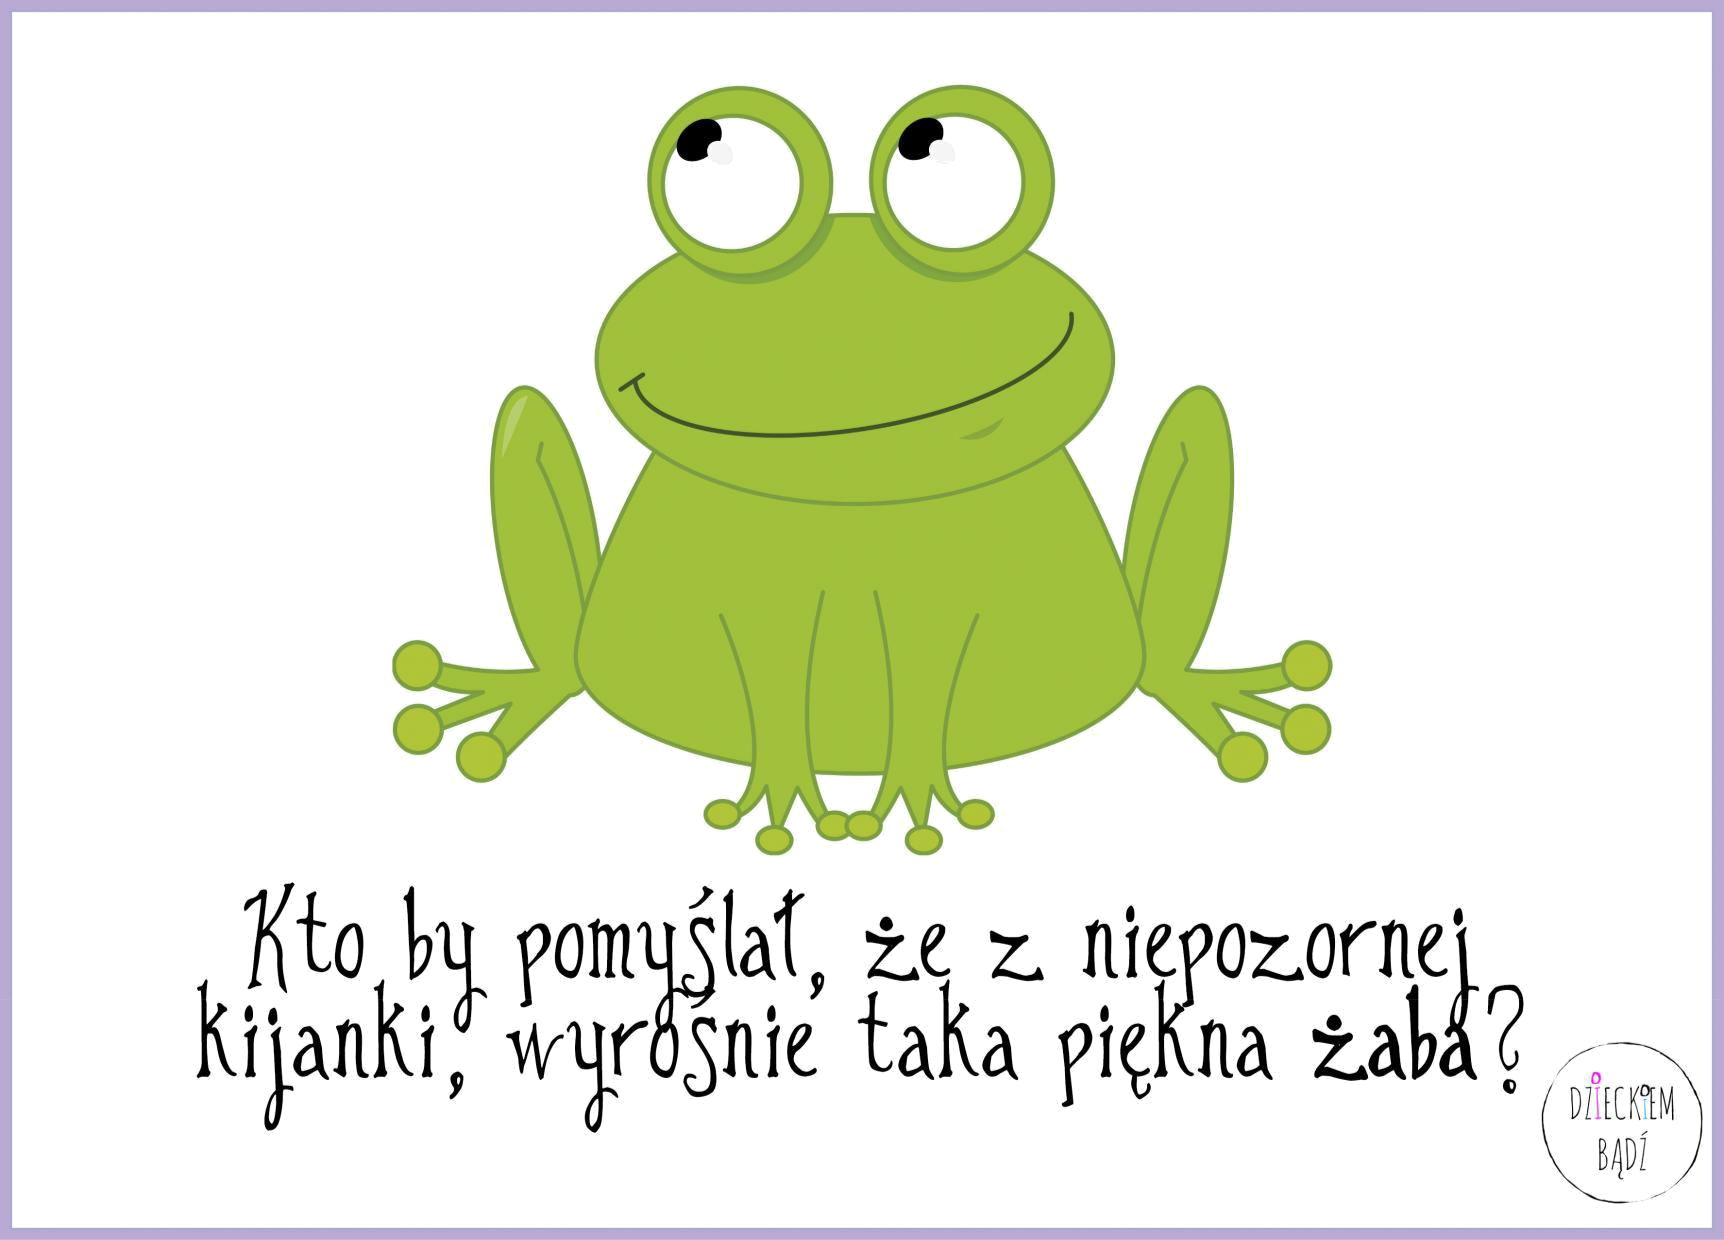 Kto by pomyślał, że z niepozornej
kijanki, wyrośnie taka piękna żaba?
DZIECKIEM
BĄDŹ